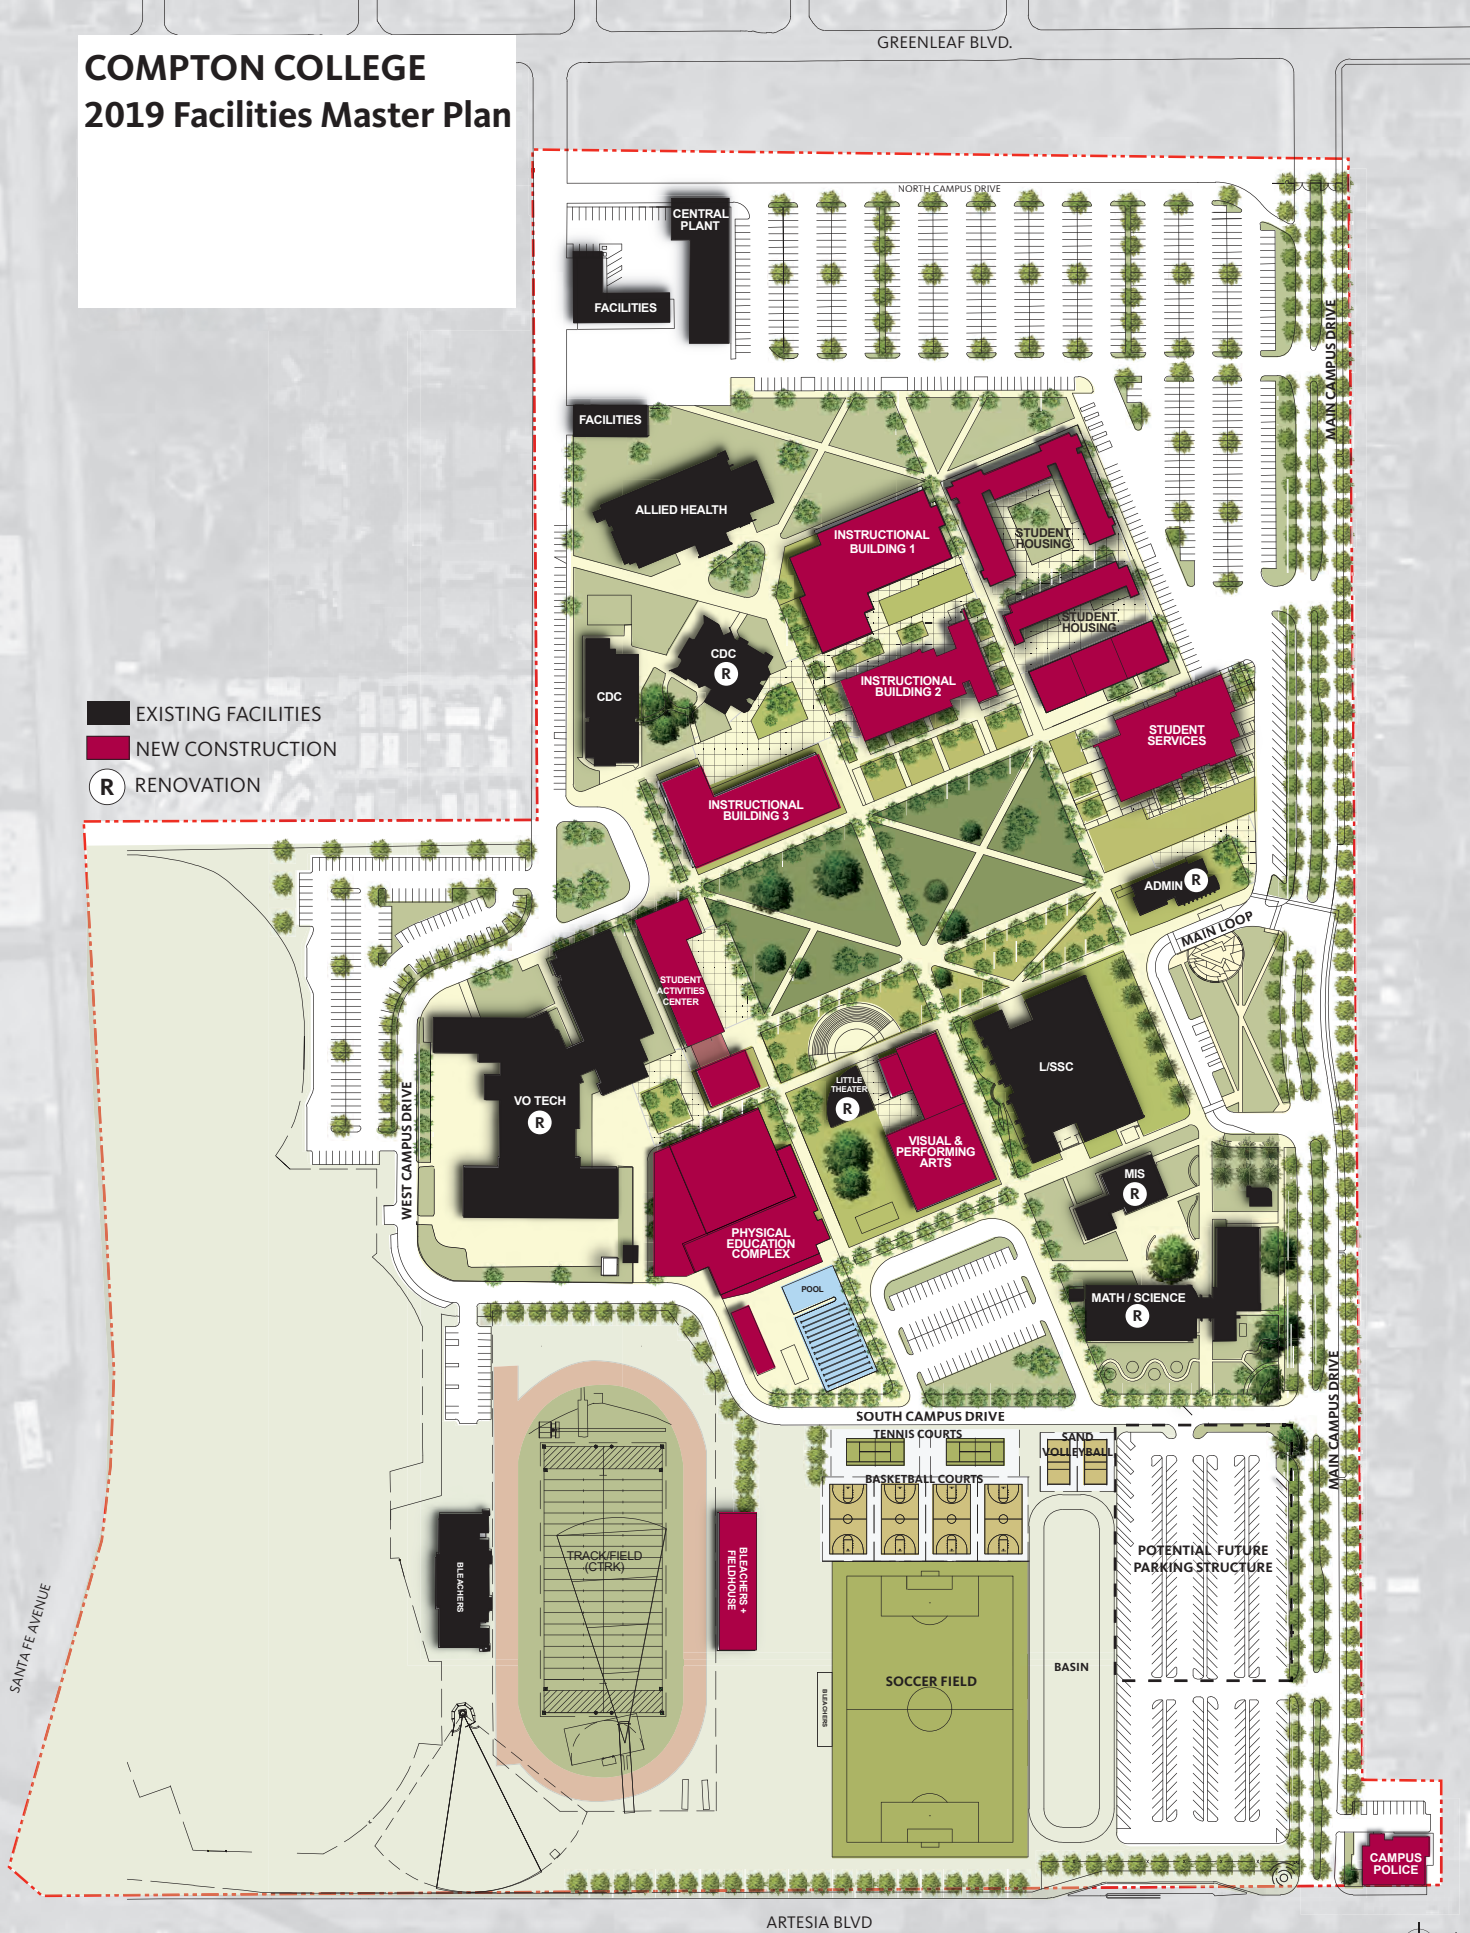 GREENLEAF BLVD.
COMPTON COLLEGE
2019 Facilities Master Plan
NORTH CAMPUS DRIVE
CENTRAL
PLANT
FACILITIES
MAIN CAMPUS DRIVE
FACILITIES
ALLIED HEALTH
INSTRUCTIONAL
BUILDING 1
STUDENT
HOUSING
STUDENT
HOUSING
CDC
R
CDC
INSTRUCTIONAL
BUILDING 2
EXISTING FACILITIES
NEW CONSTRUCTION
R RENOVATION
STUDENT
SERVICES
INSTRUCTIONAL
BUILDING 3
ADMIN R
MAIN LOOP
STUDENT
ACTIVITIES
CENTER
L/SSC
LITTLE
THEATER
R
VO TECH
R
WEST CAMPUS DRIVE
VISUAL &
PERFORMING
ARTS
MIS
R
PHYSICAL
EDUCATION
COMPLEX
POOL
MATH / SCIENCE
R
SOUTH CAMPUS DRIVE
MAIN CAMPUS DRIVE
TENNIS COURTS
SAND
VOLLEYBALL
BASKETBALL COURTS
TRACK/FIELD
(CTRK)
BLEACHERS
BLEACHERS +
FIELDHOUSE
POTENTIAL FUTURE
PARKING STRUCTURE
SANTA FE AVENUE
BASIN
SOCCER FIELD
BLEACHERS
CAMPUS
POLICE
ARTESIA BLVD